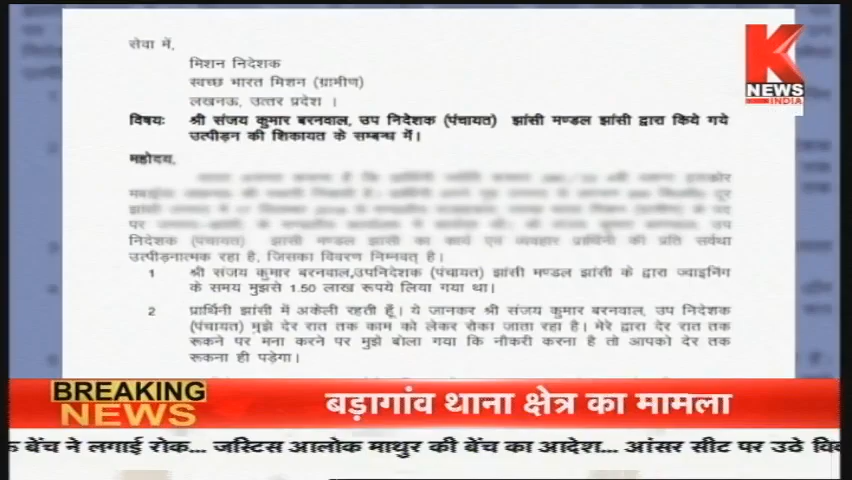 सेवा में,
मिशन निदेशक
स्वच्छ भारत मिशन (ग्रामीण)
लखनऊ, उत्तर प्रदेश ।
विषयः श्री संजय कुमार बरनवाल, उप निदेशक (पंचायत) झांसी मण्डल झांसी द्वारा किये गये
उत्पीड़न की शिकायत के सम्बन्ध में।
महोदय,
निदेशक (पंचायत) झांसी मण्डल झांसी का कार्य एवं व्यवहार प्रार्थिनी की प्रति सर्वथा
उत्पीड़नात्मक रहा है, जिसका विवरण निम्नवत् है।
1 श्री संजय कुमार बरनवाल,उपनिदेशक (पंचायत) झांसी मण्डल झांसी के द्वारा ज्वाइनिंग
के समय मुझसे 1.50 लाख रूपये लिया गया था।
2 प्रार्थिनी झांसी में अकेली रहती हूँ। ये जानकर श्री संजय कुमार बरनवाल, उप निदेशक
(पंचायत) मुझे देर रात तक काम को लेकर रोका जाता रहा है। मेरे द्वारा देर रात तक
रूकने पर मना करने पर मुझे बोला गया कि नौकरी करना है तो आपको देर तक
रूकना ही पड़ेगा।
K
NEWS
INDIA
BREAKING
NEWS
बड़ागांव थाना क्षेत्र का मामला
बेंच ने लगाई रोक... जस्टिस आलोक माथुर की बेंच का आदेश... आंसर सीट पर उठे